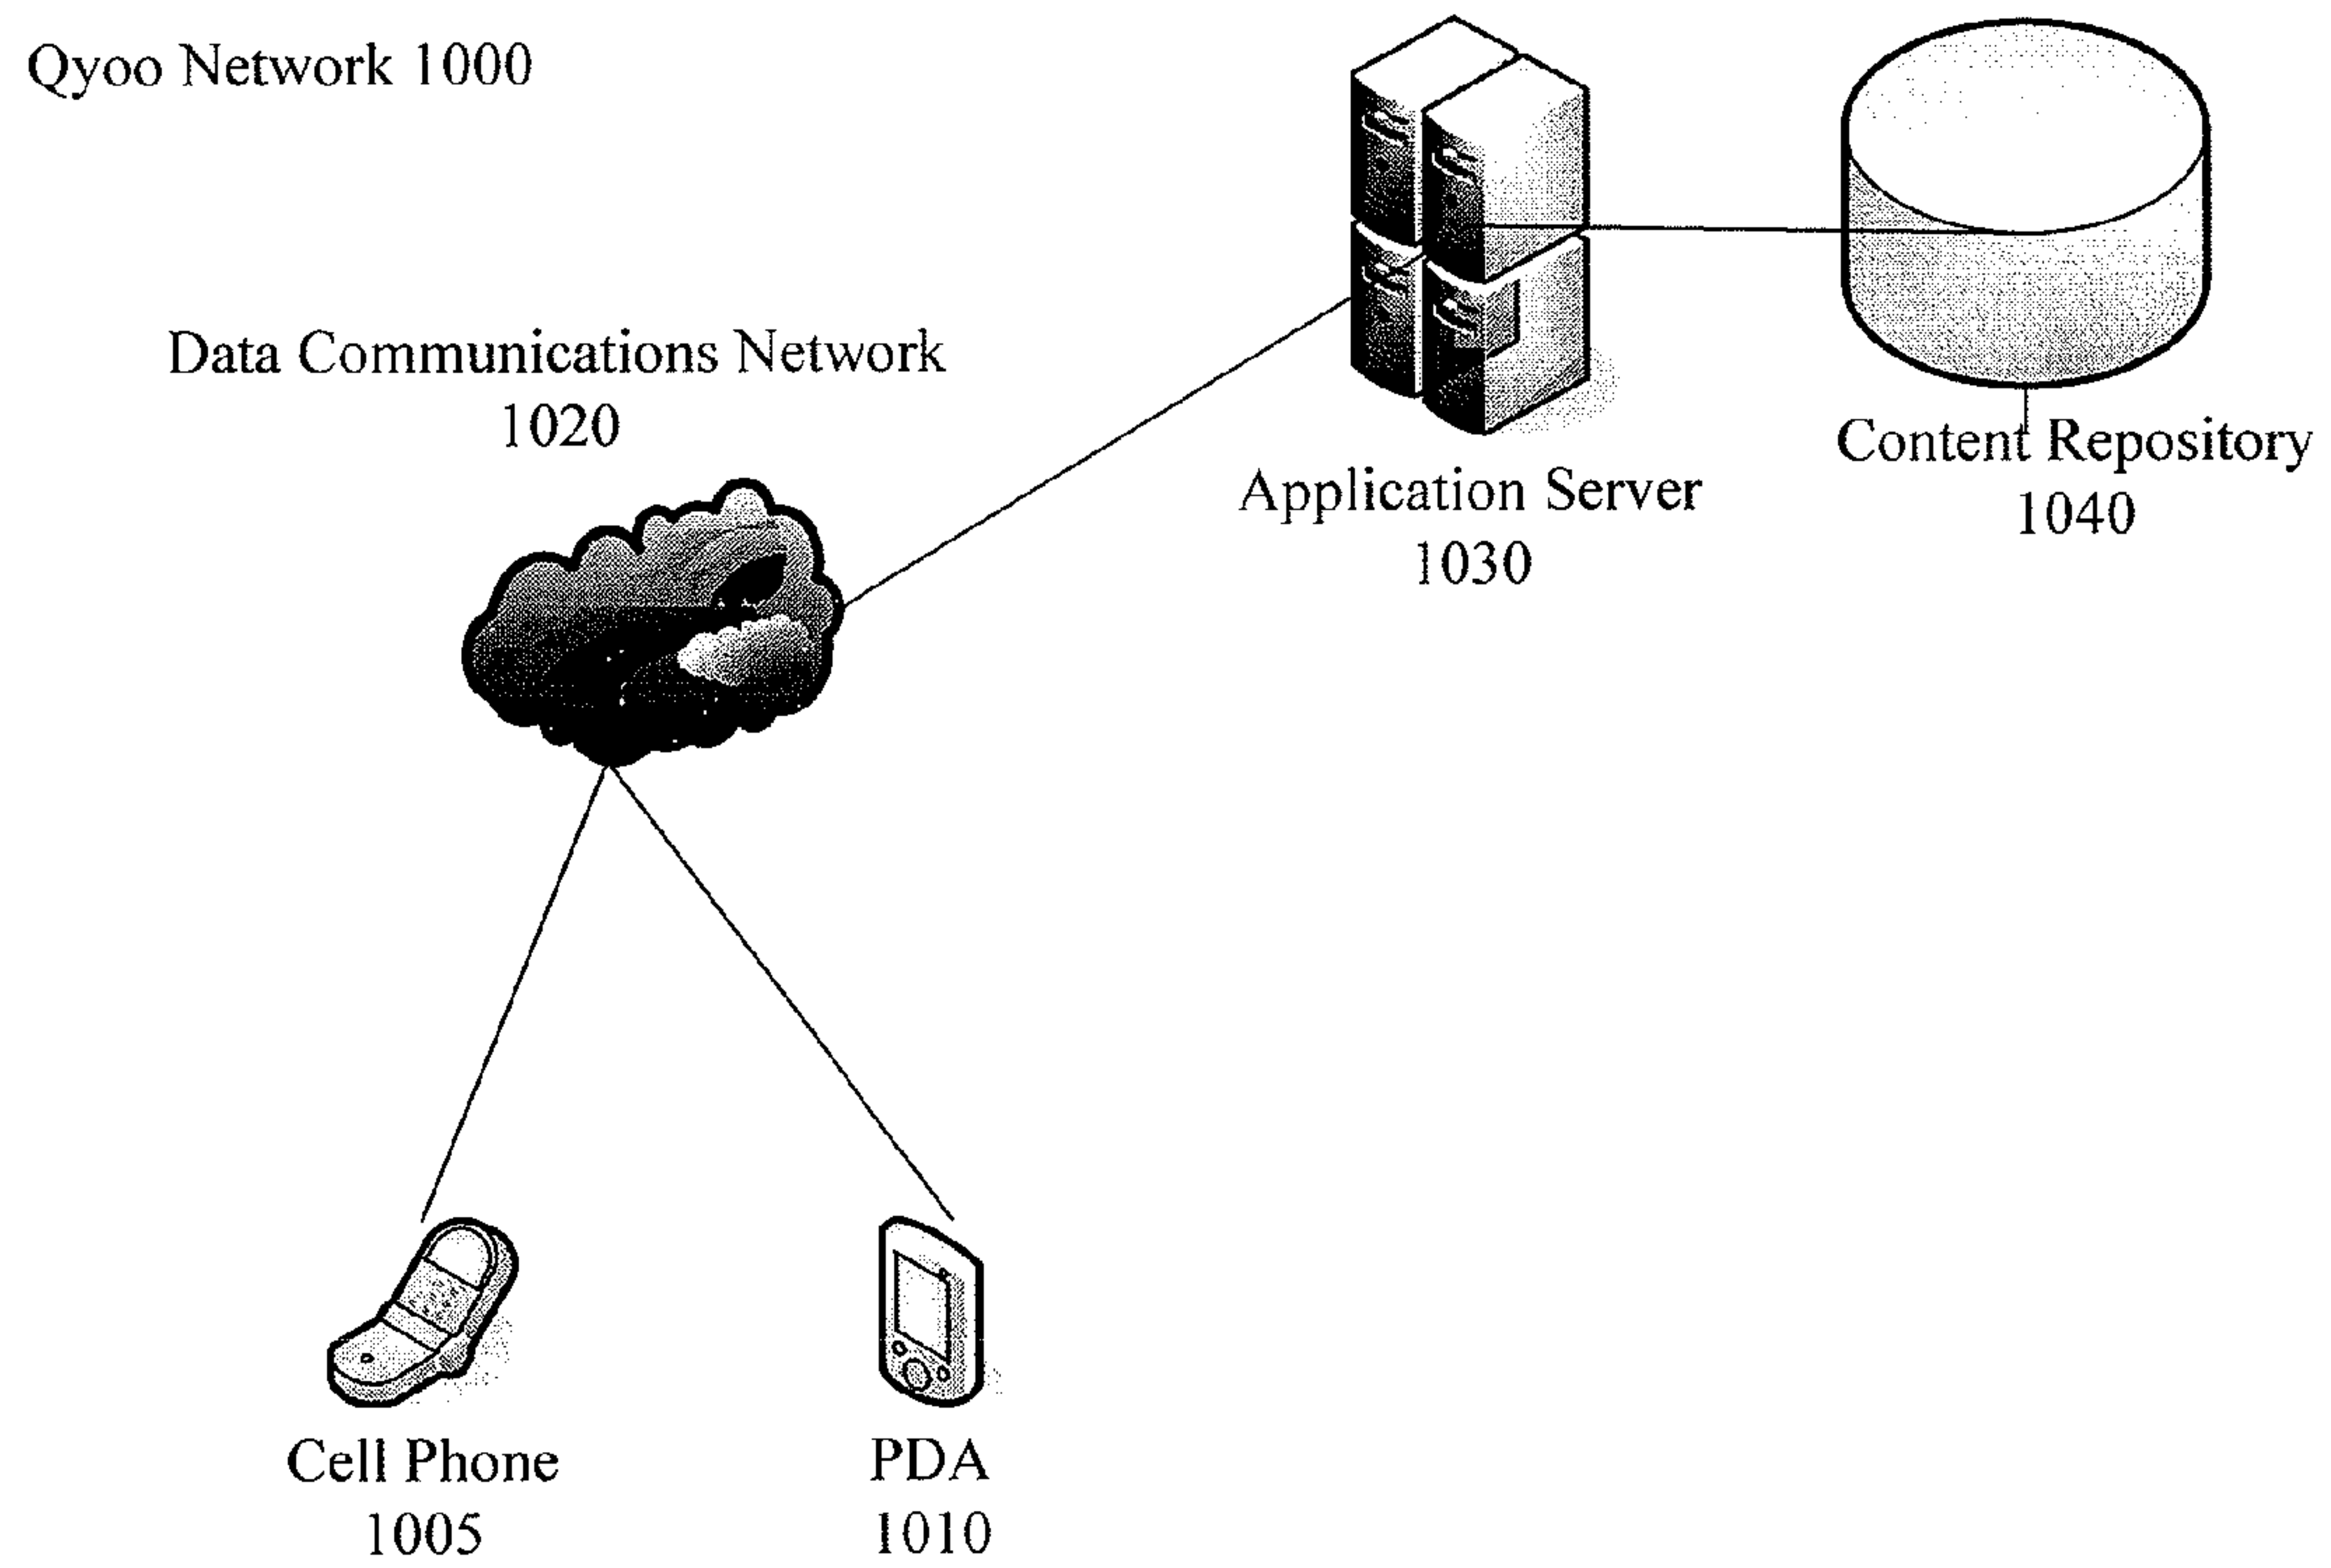 Qyoo Network 1000
Data Communications Network
1020
Application Server
1030
Content Repository
1040
Cell Phone
1005
PDA
1010